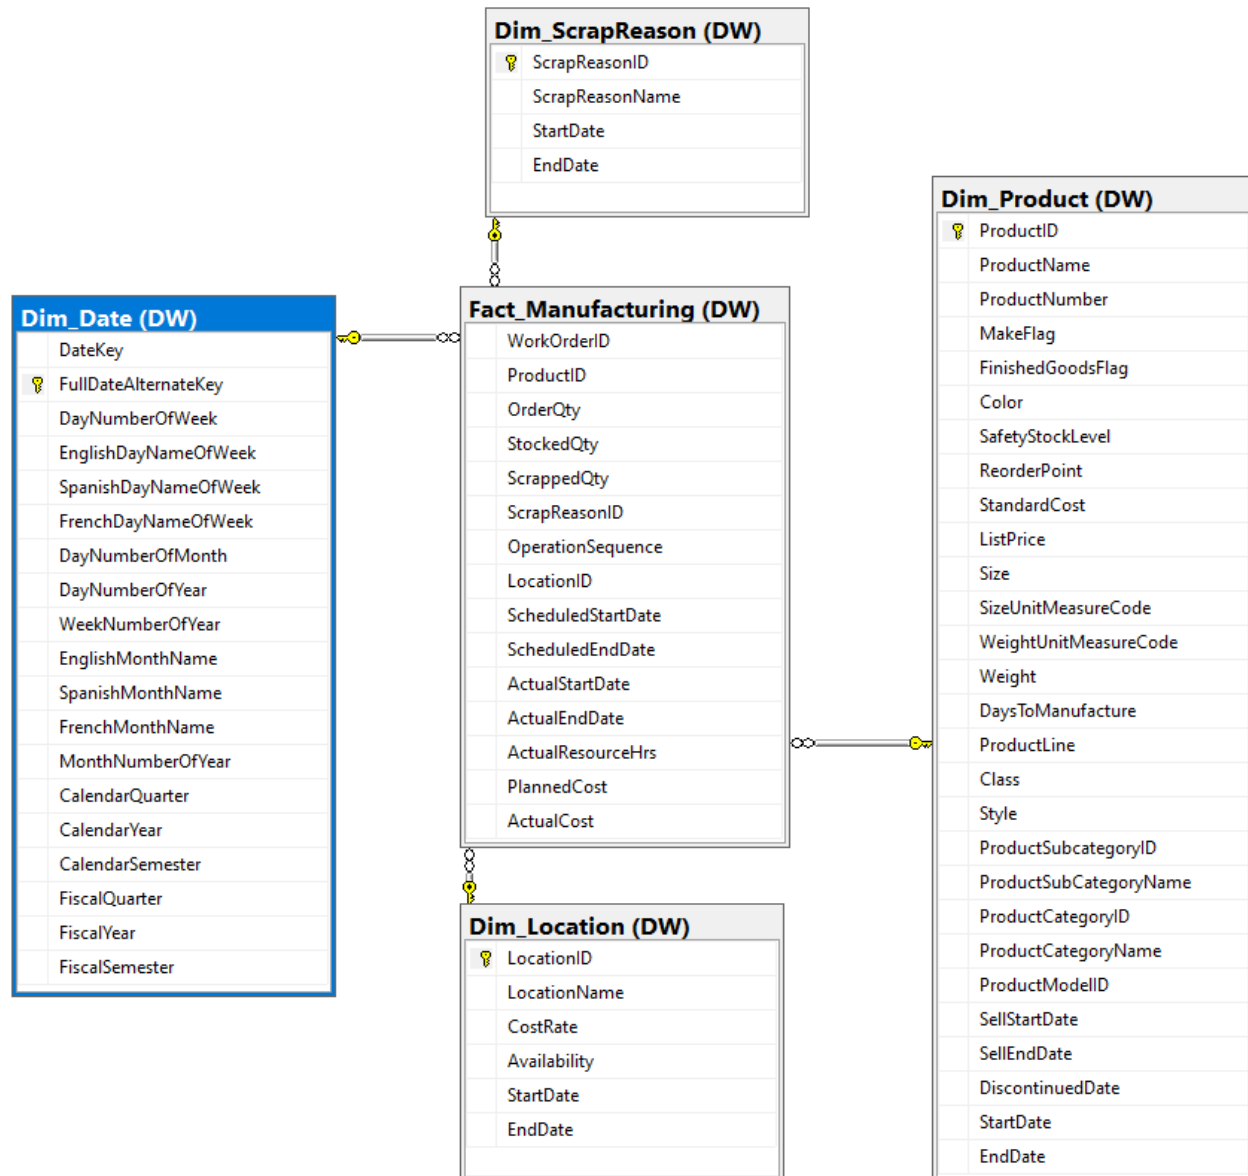 Dim_ScrapReason (DW)
ScrapReasonID
ScrapReasonName
StartDate
EndDate
Dim_Date (DW)
DateKey
FullDateAlternateKey
DayNumberOfWeek
EnglishDayNameOfWeek
SpanishDayNameOfWeek
FrenchDayNameOfWeek
DayNumberOfMonth
DayNumberOfYear
WeekNumberOfYear
EnglishMonthName
SpanishMonthName
FrenchMonthName
MonthNumberOfYear
CalendarQuarter
CalendarYear
CalendarSemester
FiscalQuarter
FiscalYear
FiscalSemester
Fact_Manufacturing (DW)
WorkOrderID
ProductID
OrderQty
StockedQty
ScrappedQty
ScrapReasonID
OperationSequence
LocationID
ScheduledStartDate
ScheduledEndDate
ActualStartDate
ActualEndDate
ActualResourceHrs
PlannedCost
ActualCost
Dim_Location (DW)
LocationID
LocationName
CostRate
Availability
StartDate
EndDate
Dim_Product (DW)
ProductID
ProductName
ProductNumber
MakeFlag
FinishedGoodsFlag
Color
SafetyStockLevel
ReorderPoint
StandardCost
ListPrice
Size
SizeUnitMeasureCode
WeightUnitMeasureCode
Weight
DaysToManufacture
ProductLine
Class
Style
ProductSubcategoryID
ProductSubCategoryName
ProductCategoryID
ProductCategoryName
ProductModelID
SellStartDate
SellEndDate
DiscontinuedDate
StartDate
EndDate